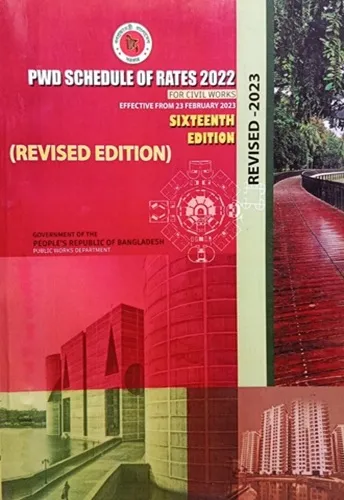 PWD SCHEDULE OF RATES 2022
FOR CIVIL WORKS
EFFECTIVE FROM 23 FEBRUARY 2023
SIXTEENTH
EDITION
(REVISED EDITION)
REVISED -2023
GOVERNMENT OF THE
PEOPLE'S REPUBLIC OF BANGLADESH
PUBLIC WORKS DEPARTMENT